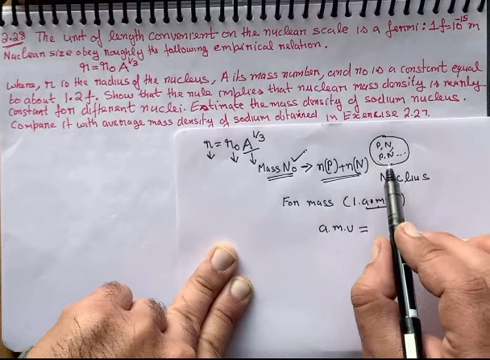 2.28 The unit of length convenient on the nuclear scale is a fermi: 1f=10⁻¹⁵ m
Nuclear size obey roughly the following empirical relation.
r=r₀ A^1/3
where, r is the radius of the nucleus, A its mass number, and r₀ is a constant equal
to about 1.2f. Show that the rule implies that nuclear mass density is nearly
constant for different nuclei. Estimate the mass density of sodium nucleus.
Compare it with average mass density of sodium obtained in Exercise 2.27.
r = r₀ A^1/3
Mass No → n(P)+n(N)
P, N,
P, N...
For mass (1.a.m
a.m.u =